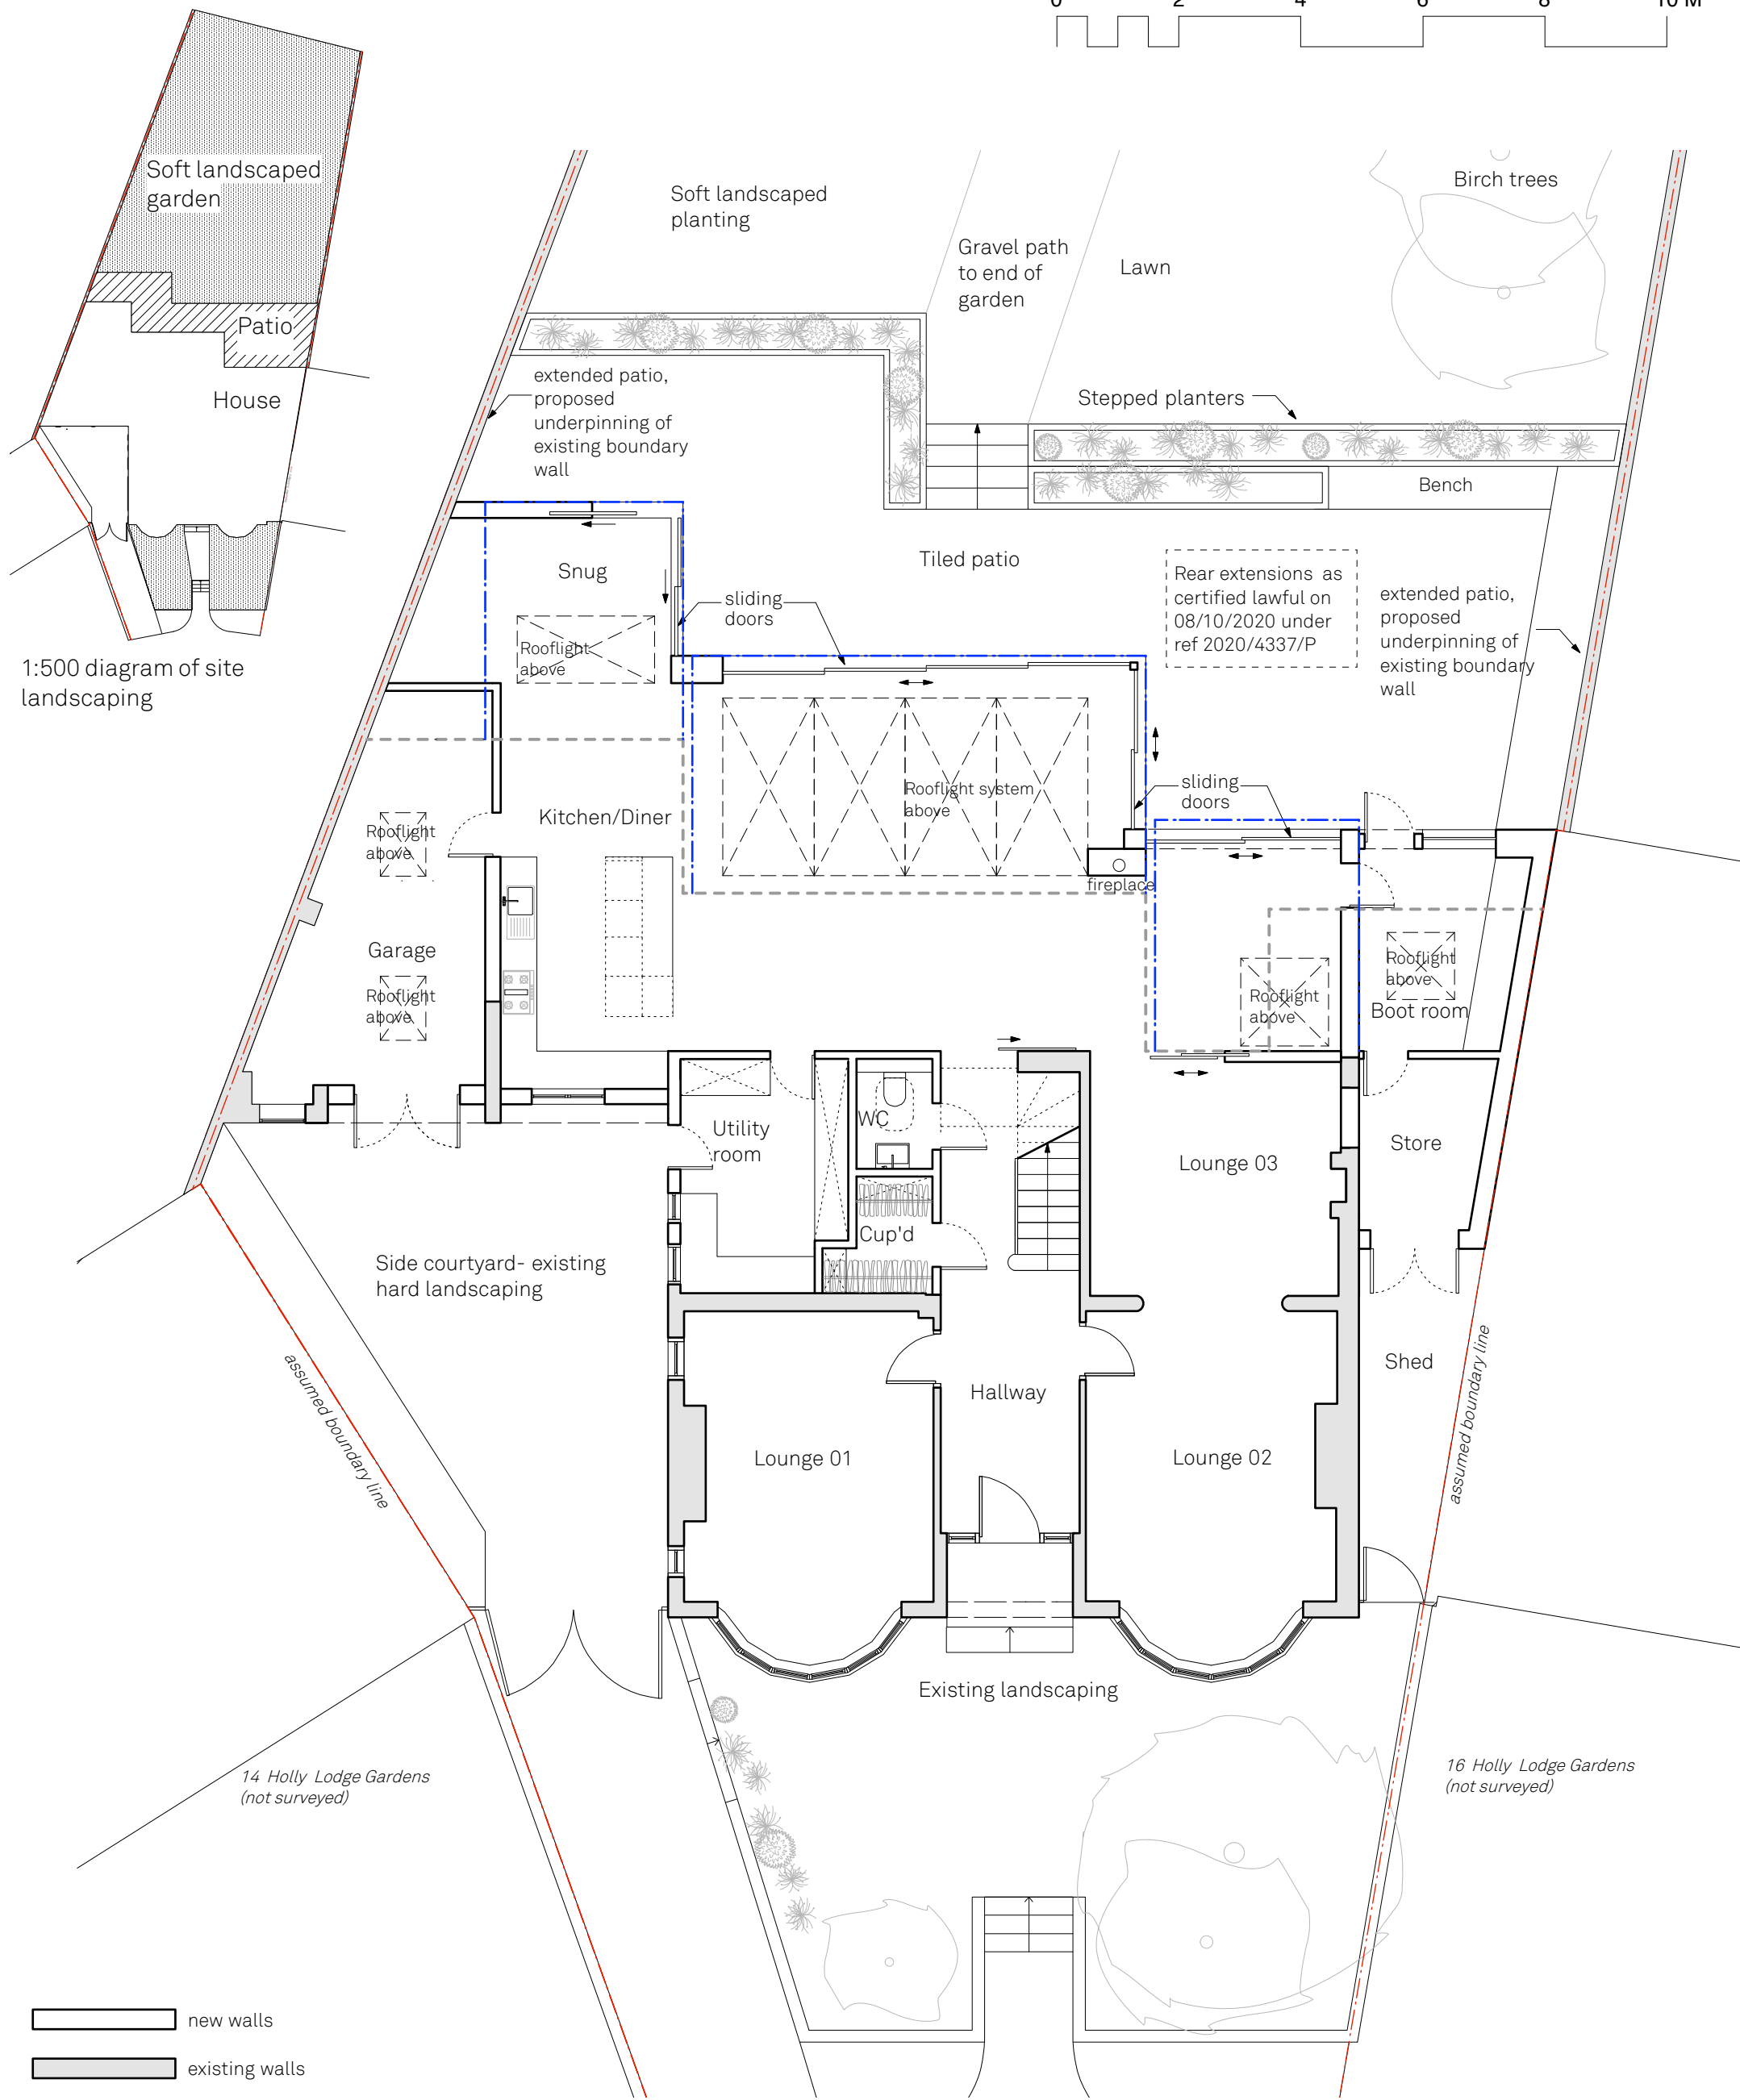 0 2 4 6 8 10 M
Soft landscaped
garden
Patio
House
1:500 diagram of site
landscaping
Soft landscaped
planting
Gravel path
to end of
garden
Lawn
Birch trees
extended patio,
proposed
underpinning of
existing boundary
wall
Stepped planters
Bench
Tiled patio
Rear extensions as
certified lawful on
08/10/2020 under
ref 2020/4337/P
extended patio,
proposed
underpinning of
existing boundary
wall
Snug
Rooflight
above
sliding
doors
Rooflight system
above
sliding
doors
fireplace
Kitchen/Diner
Rooflight
above
Garage
Rooflight
above
Rooflight
above
Rooflight
above
Boot room
Utility
room
WC
Cup'd
Lounge 03
Store
Side courtyard- existing
hard landscaping
assumed boundary line
Hallway
Shed
assumed boundary line
Lounge 01
Lounge 02
Existing landscaping
14 Holly Lodge Gardens
(not surveyed)
16 Holly Lodge Gardens
(not surveyed)
new walls
existing walls